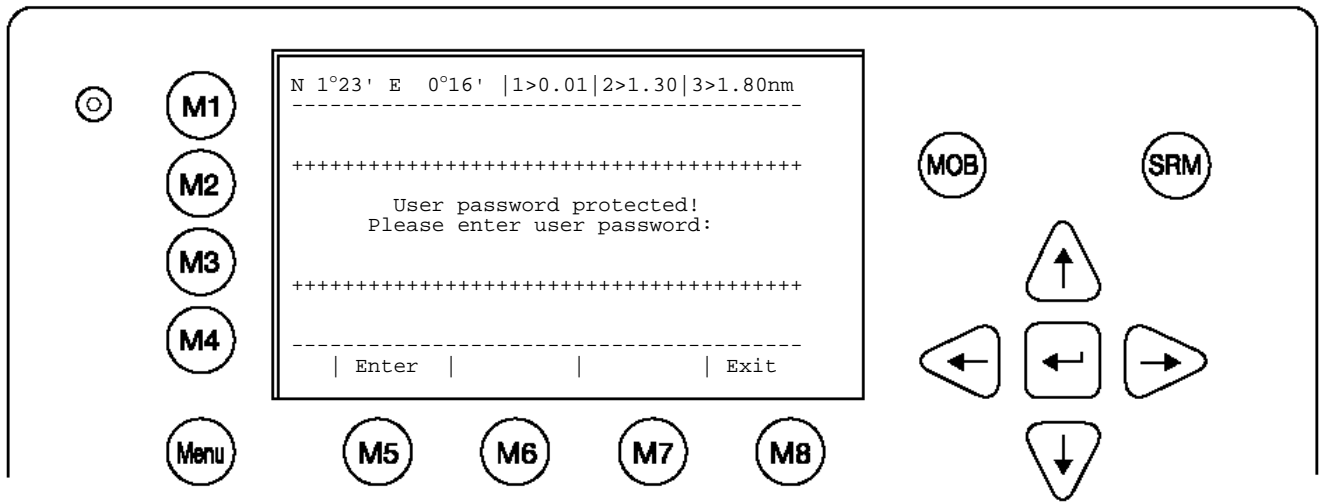 N 1°23' E 0°16' |1>0.01|2>1.30|3>1.80nm
----------------------------------------
++++++++++++++++++++++++++++++++++++++++
User password protected!
Please enter user password:
++++++++++++++++++++++++++++++++++++++++
----------------------------------------
| Enter | | | Exit
M1
M2
M3
M4
Menu
M5
M6
M7
M8
MOB
SRM